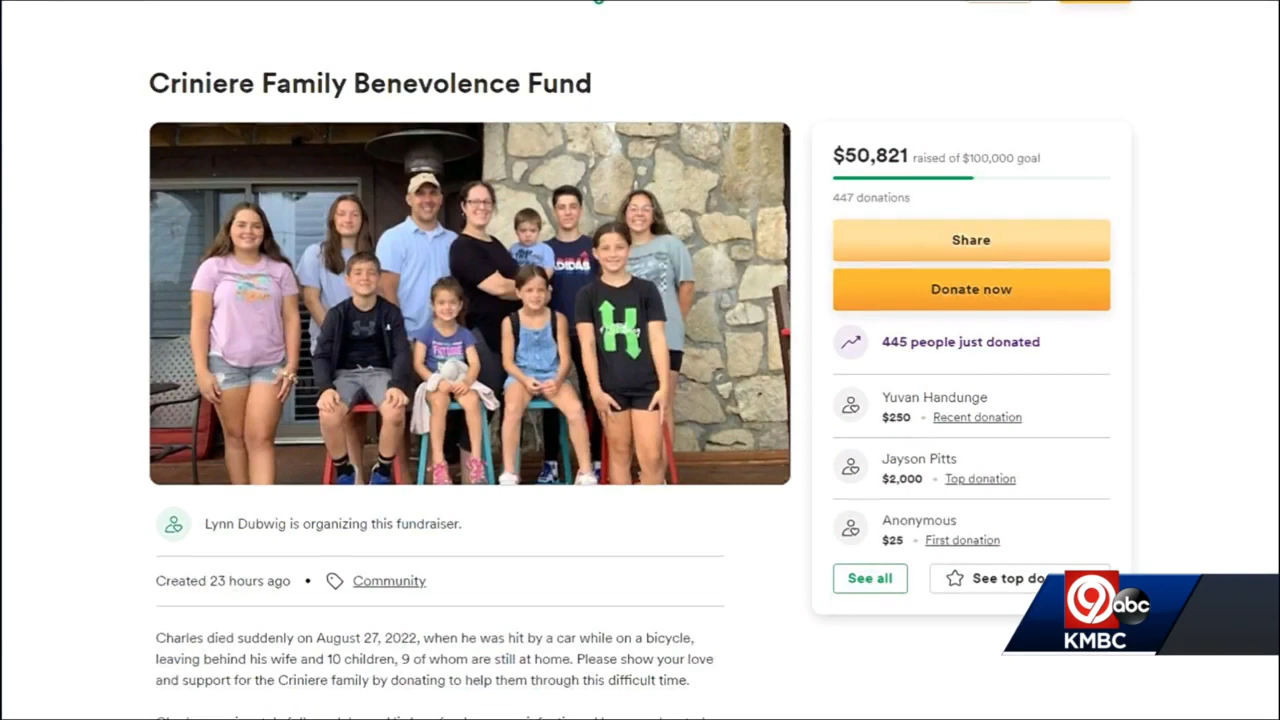 Criniere Family Benevolence Fund
$50,821 raised of $100,000 goal
447 donations
Share
Donate now
445 people just donated
Yuvan Handunge
$250 • Recent donation
Jayson Pitts
$2,000 • Top donation
Anonymous
$25 • First donation
See all
See top do
ADIDAS
H
Lynn Dubwig is organizing this fundraiser.
Created 23 hours ago • Community
Charles died suddenly on August 27, 2022, when he was hit by a car while on a bicycle,
leaving behind his wife and 10 children, 9 of whom are still at home. Please show your love
and support for the Criniere family by donating to help them through this difficult time.
9 abc
KMBC